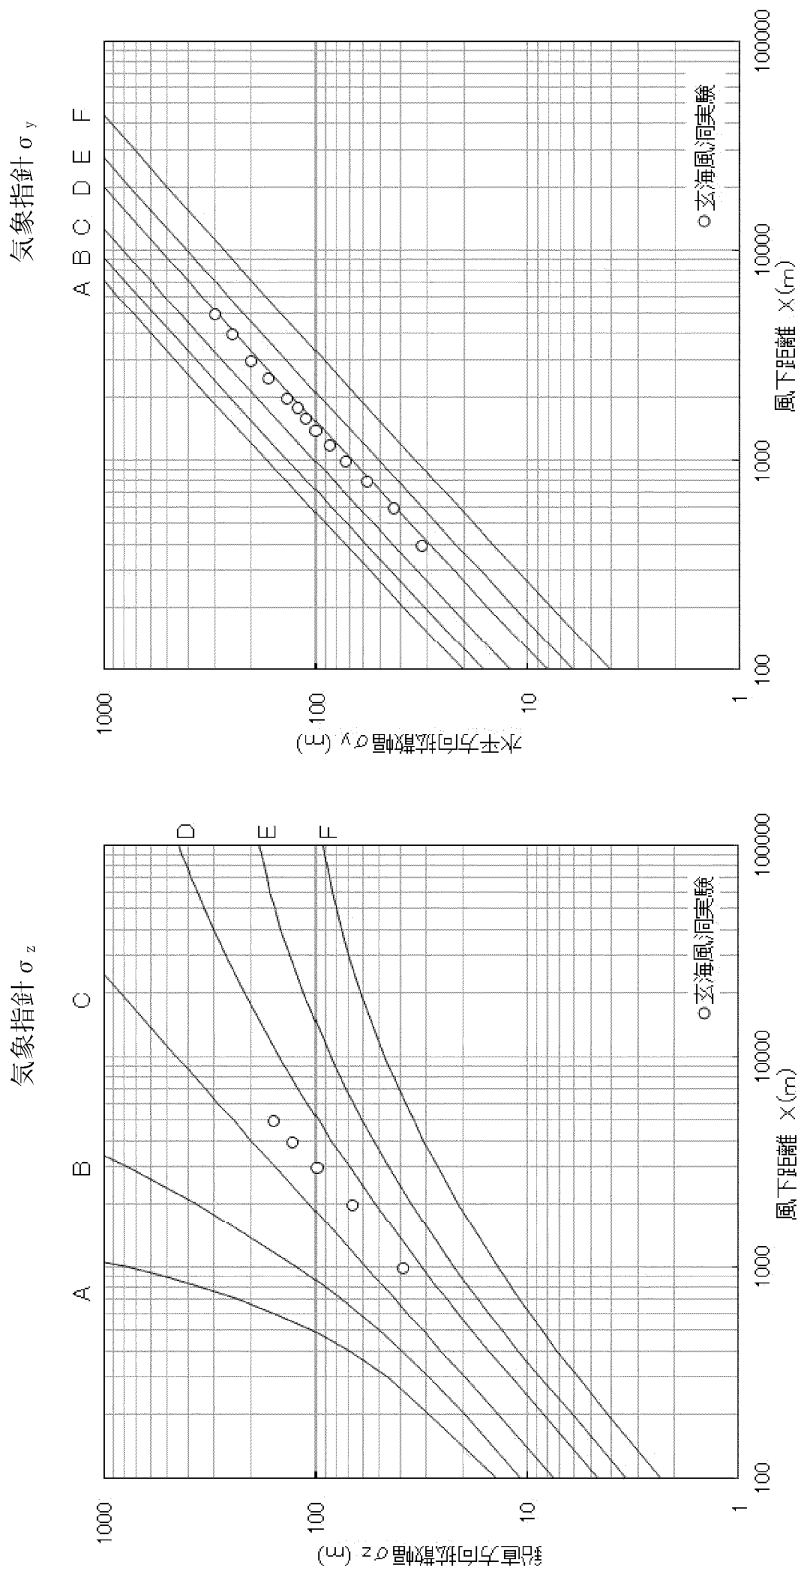 気象指針 σz
A B C
D
E
F
1000
100
10
1
鉛直方向拡散幅σz (m)
100 1000 10000 100000
風下距離 X(m)
○玄海風洞実験
気象指針 σy
A B C D E F
1000
100
10
1
水平方向拡散幅σy (m)
100 1000 10000 100000
風下距離 X(m)
○玄海風洞実験